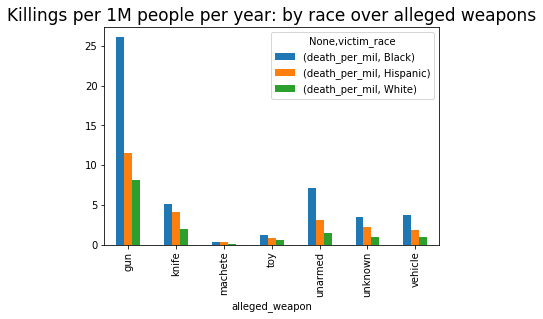 Killings per 1M people per year: by race over alleged weapons
None,victim_race
(death_per_mil, Black)
(death_per_mil, Hispanic)
(death_per_mil, White)
25
20
15
10
5
0
gun
knife
machete
toy
unarmed
unknown
vehicle
alleged_weapon